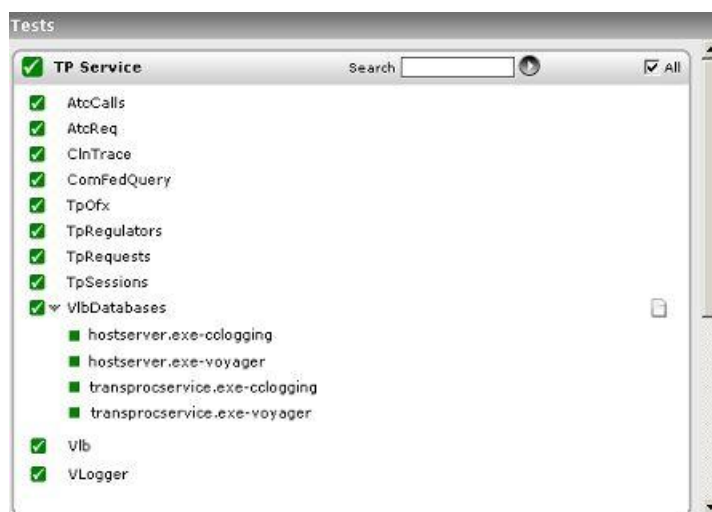 Tests
TP Service Search All
AtcCalls
AtcReq
ClnTrace
ComFedQuery
TpOfx
TpRegulators
TpRequests
TpSessions
VlbDatabases
hostserver.exe-cclogging
hostserver.exe-voyager
transprocservice.exe-cclogging
transprocservice.exe-voyager
Vlb
VLogger